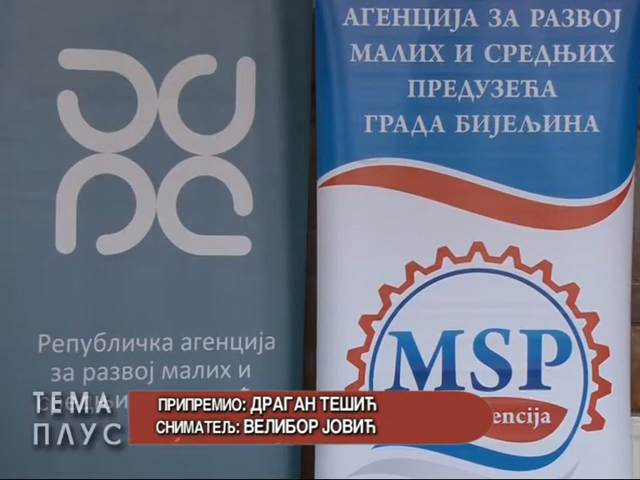 Републичка агенција
за развој малих и
АГЕНЦИЈА ЗА РАЗВОЈ
МАЛИХ И СРЕДЊИХ
ПРЕДУЗЕЋА
ГРАДА БИЈЕЉИНА
MSP
encija
ТЕМА
ПЛУС
ПРИПРЕМИО: ДРАГАН ТЕШИЋ
СНИМАТЕЉ: ВЕЛИБОР ЈОВИЋ